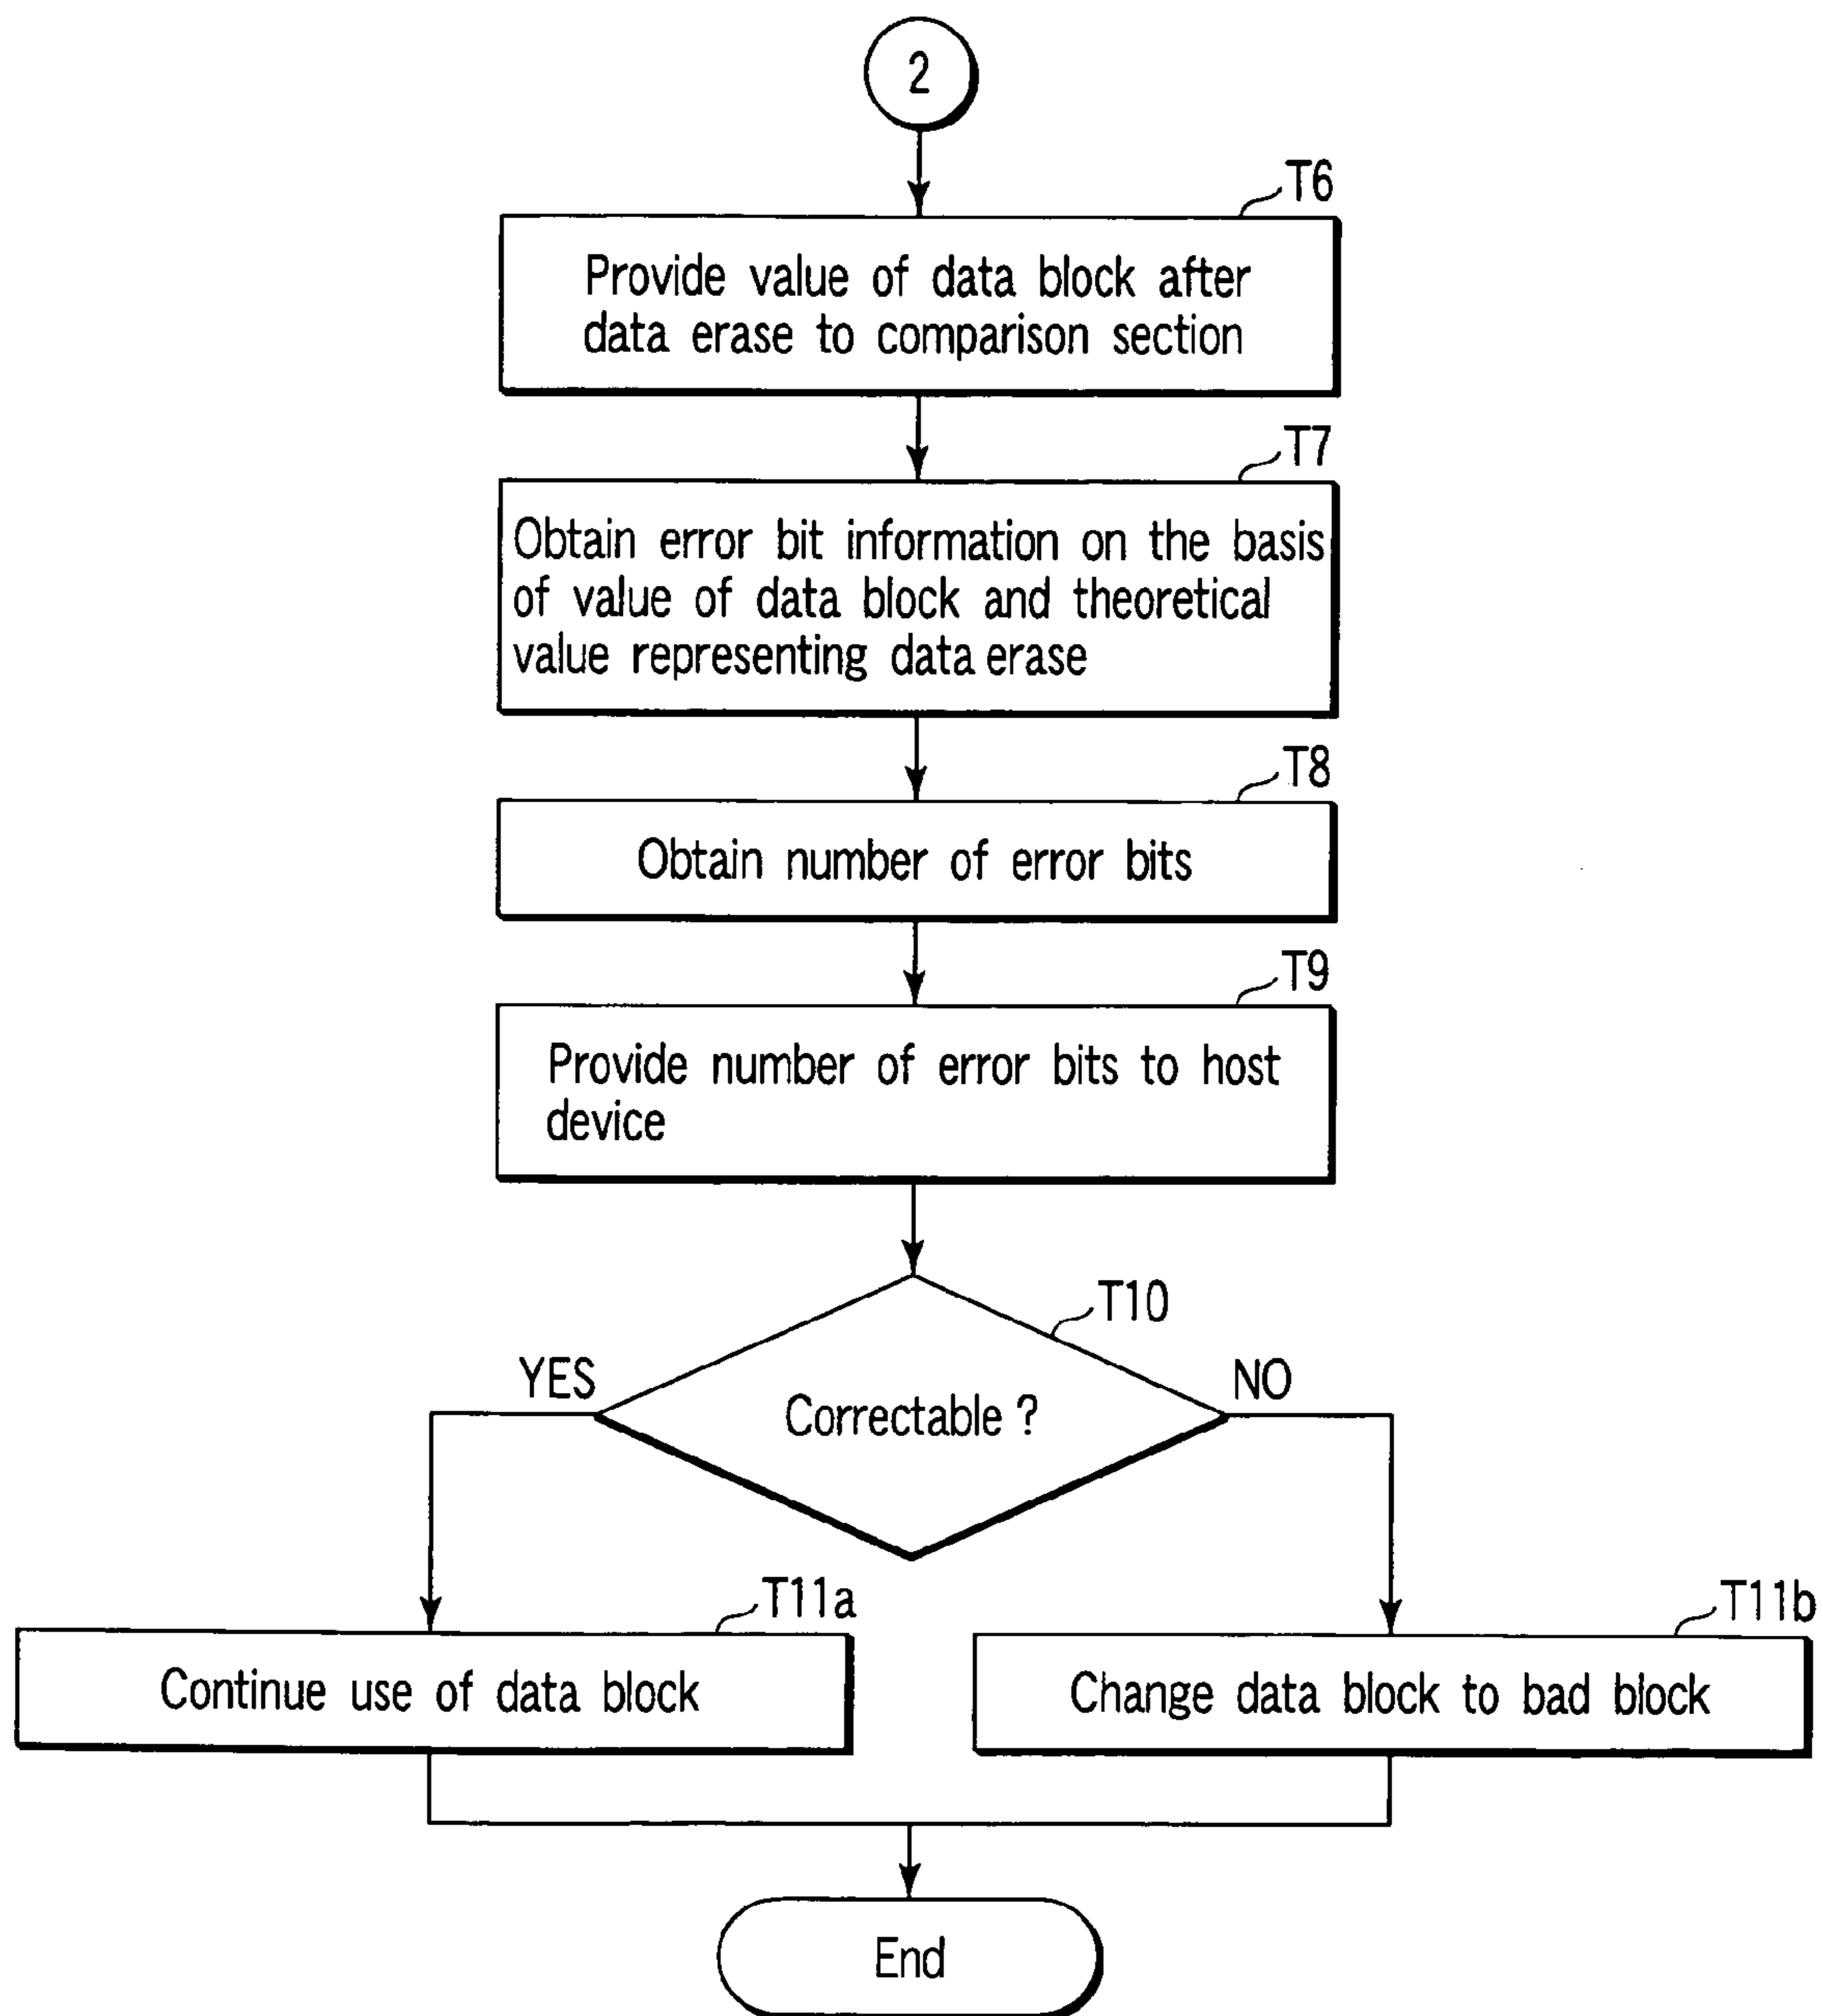 2
T6
Provide value of data block after
data erase to comparison section
T7
Obtain error bit information on the basis
of value of data block and theoretical
value representing data erase
T8
Obtain number of error bits
T9
Provide number of error bits to host
device
T10
YES
Correctable ?
NO
T11a
Continue use of data block
T11b
Change data block to bad block
End